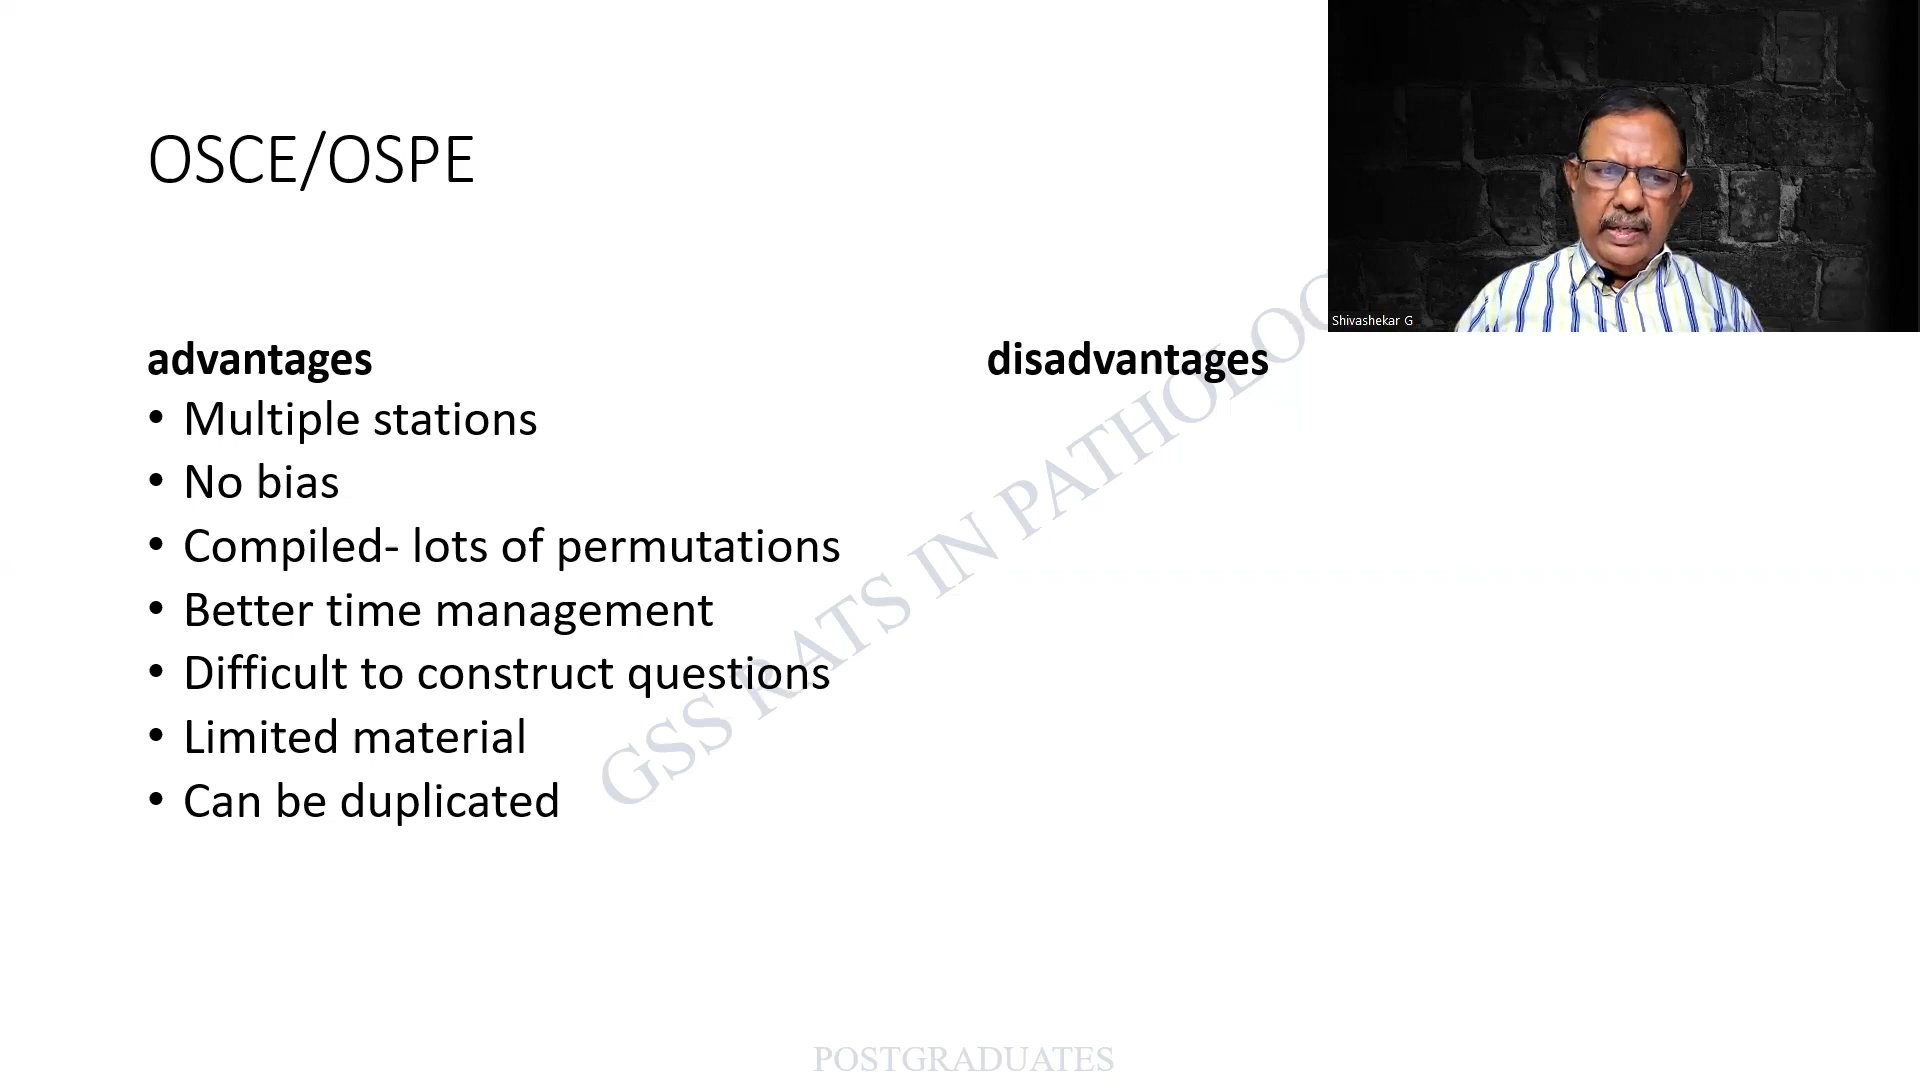 OSCE/OSPE
Shivashekar G
advantages
• Multiple stations
• No bias
• Compiled- lots of permutations
• Better time management
• Difficult to construct questions
• Limited material
• Can be duplicated
disadvantages
GSS RATS IN PATHOLOG
POSTGRADUATES